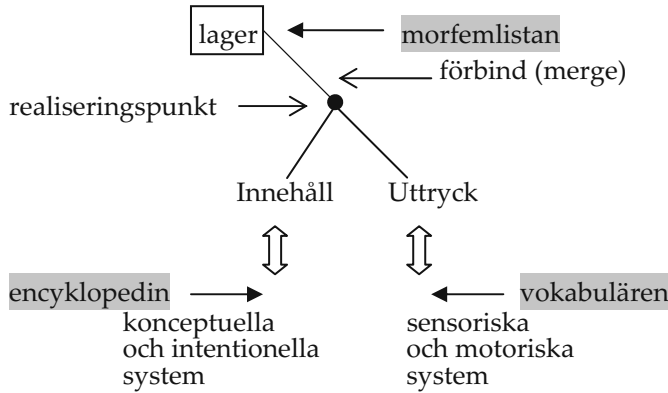 lager
morfemlistan
förbind (merge)
realiseringspunkt
Innehåll Uttryck
encyklopedin
vokabulären
konceptuella
och intentionella
system
sensoriska
och motoriska
system